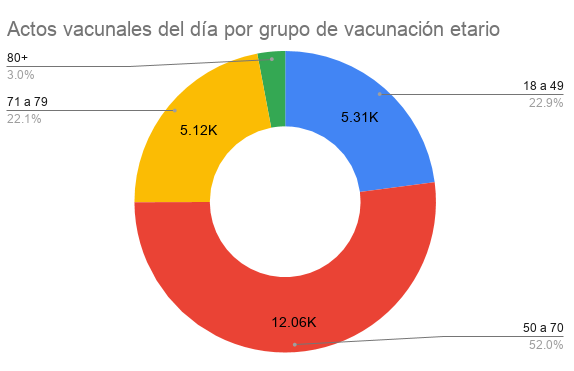 Actos vacunales del día por grupo de vacunación etario
80+
3.0%
18 a 49
22.9%
71 a 79
22.1%
5.31K
5.12K
12.06K
50 a 70
52.0%